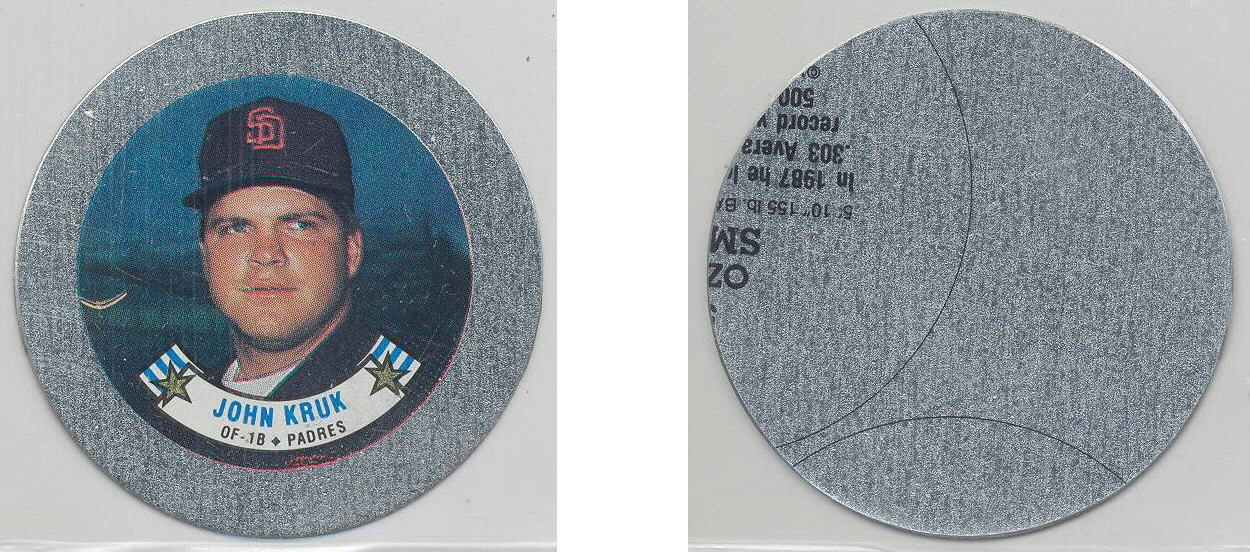 SD
JOHN KRUK
OF-1B ♦ PADRES
OZ
SM
5' 10" 155 lb.
In 1987 he
.303 Avera
record
500
©